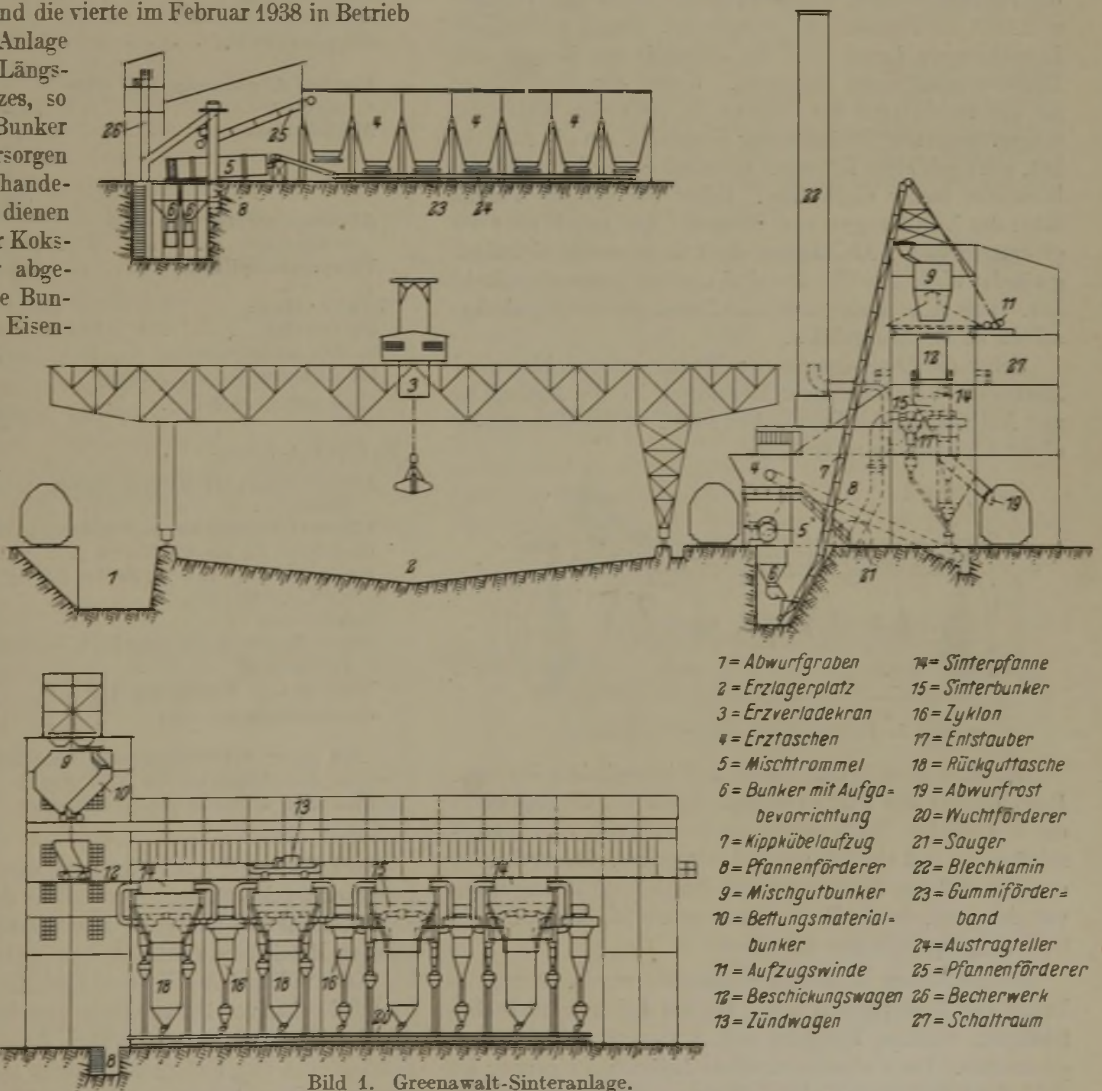 nd die vierte im Februar 1938 in Betrieb
Anlage
Längs-
zes, so
Bunker
rsorgen
hande-
dienen
r Koks-
abge-
e Bun-
Eisen-
26
25
4
4
4
5
6
6
8
23
24
22
3
1
2
9
11
12
27
14
15
17
7
8
4
19
5
6
21
9
10
12
13
14
15
14
18
16
18
16
20
8
1 = Abwurfgraben
2 = Erzlagerplatz
3 = Erzverladekran
4 = Erztaschen
5 = Mischtrommel
6 = Bunker mit Aufga=
bevorrichtung
7 = Kippkübelaufzug
8 = Pfannenförderer
9 = Mischgutbunker
10 = Bettungsmaterial=
bunker
11 = Aufzugswinde
12 = Beschickungswagen
13 = Zündwagen
14 = Sinterpfanne
15 = Sinterbunker
16 = Zyklon
17 = Entstauber
18 = Rückguttasche
19 = Abwurfrost
20 = Wuchtförderer
21 = Sauger
22 = Blechkamin
23 = Gummiförder=
band
24 = Austragteller
25 = Pfannenförderer
26 = Becherwerk
27 = Schaltraum
Bild 1. Greenawalt-Sinteranlage.